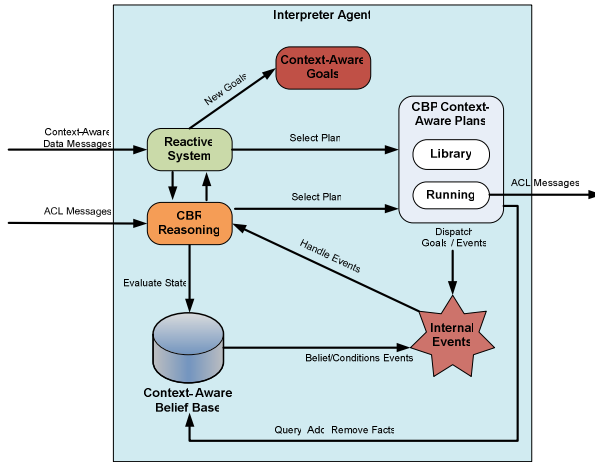 Interpreter Agent
Context-Aware
Goals
New Goals
CBP Context-
Aware Plans
Context-Aware
Data Messages
Reactive
System
Select Plan
Library
Running
ACL Messages
ACL Messages
CBR
Reasoning
Select Plan
Dispatch
Goals / Events
Handle Events
Evaluate State
Internal
Events
Belief/Conditions Events
Context-Aware
Belief Base
Query Add Remove Facts